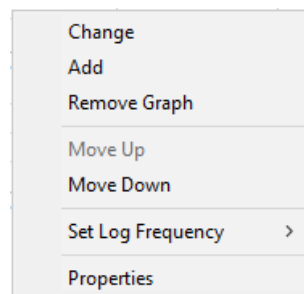 Change
Add
Remove Graph
Move Up
Move Down
Set Log Frequency
Properties